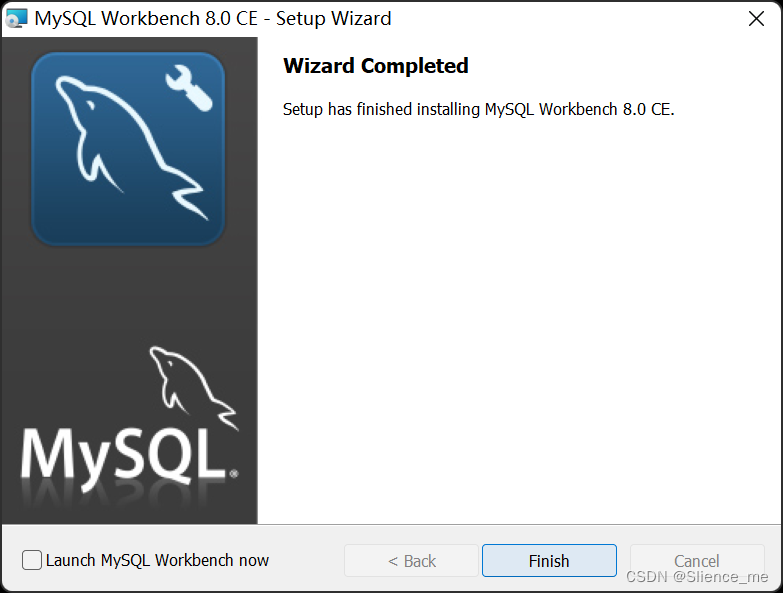 MySQL Workbench 8.0 CE - Setup Wizard
Wizard Completed
Setup has finished installing MySQL Workbench 8.0 CE.
MySQL®
Launch MySQL Workbench now
< Back
Finish
Cancel
CSDN @Slience_me